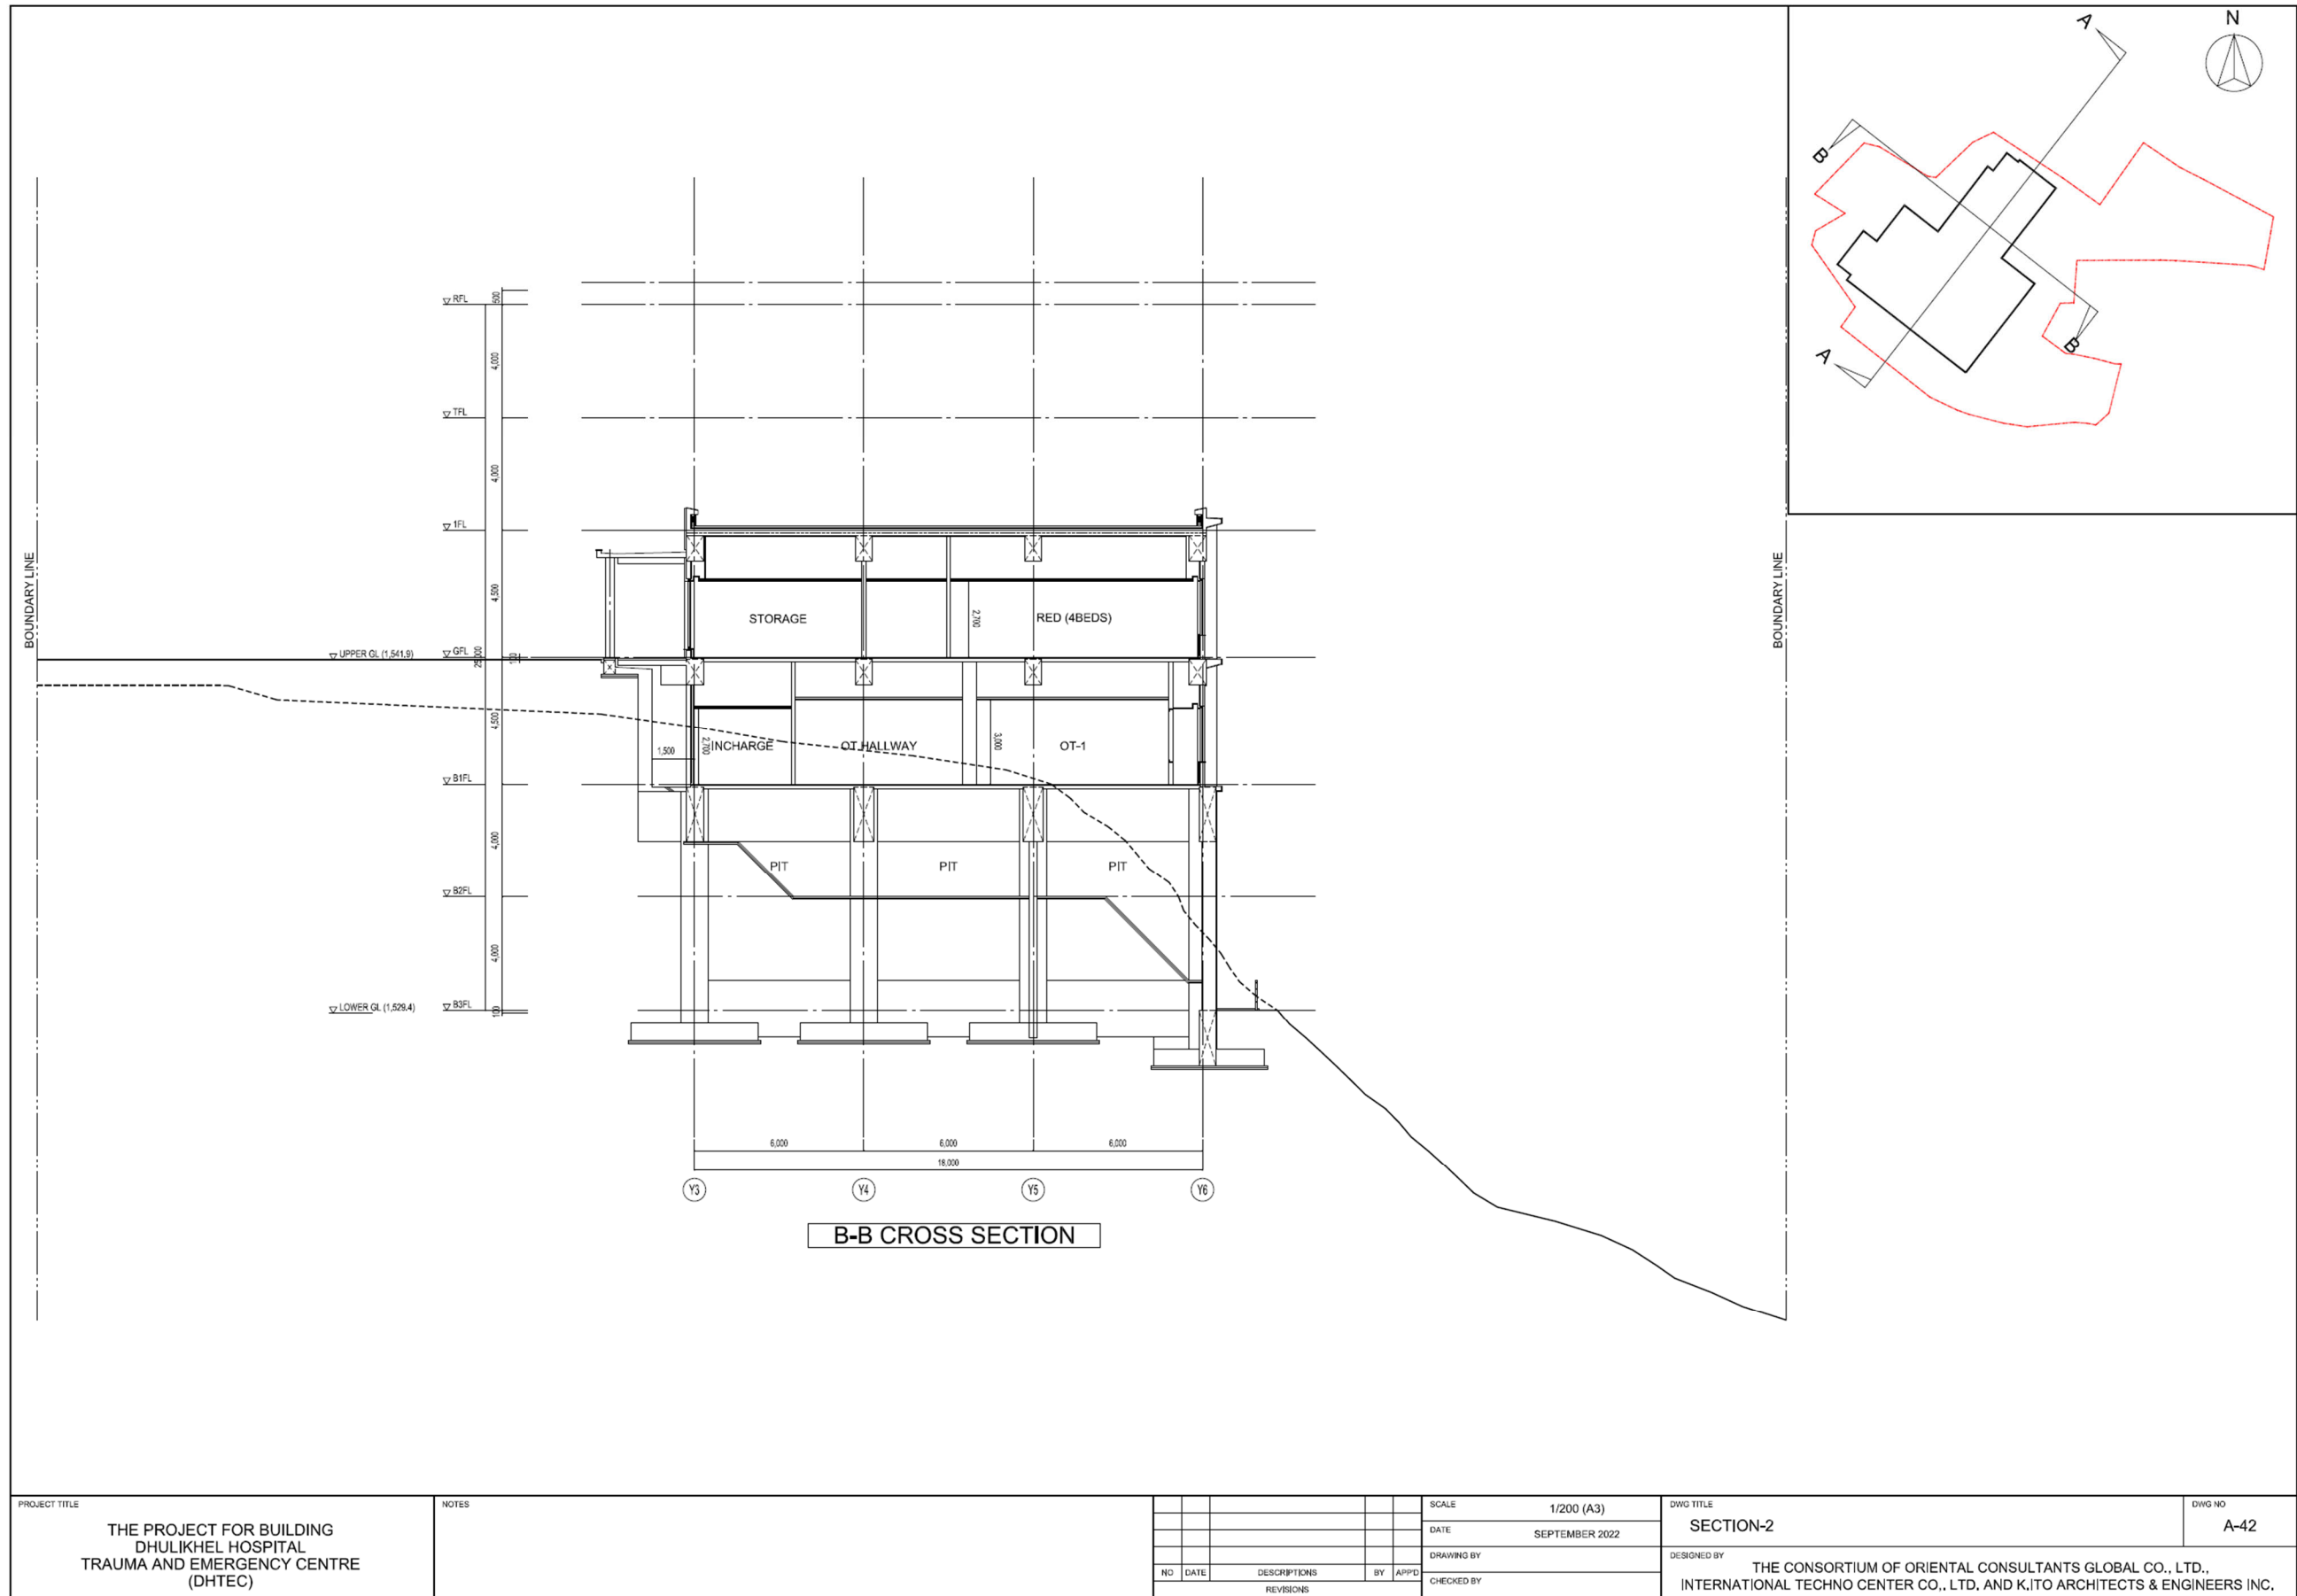 A
N
B
B
A
RFL
600
4,000
TFL
4,000
1FL
4,500
BOUNDARY LINE
BOUNDARY LINE
STORAGE
2,700
RED (4BEDS)
UPPER GL (1,541.9)
GFL
25,000
100
4,500
1,500
2,700
INCHARGE
OT HALLWAY
3,000
OT-1
B1FL
4,000
PIT
PIT
PIT
B2FL
4,000
LOWER GL (1,529.4)
B3FL
100
6,000
6,000
6,000
18,000
Y3
Y4
Y5
Y6
B-B CROSS SECTION
PROJECT TITLE
THE PROJECT FOR BUILDING
DHULIKHEL HOSPITAL
TRAUMA AND EMERGENCY CENTRE
(DHTEC)
NOTES
NO DATE DESCRIPTIONS BY APP'D
REVISIONS
SCALE 1/200 (A3)
DATE SEPTEMBER 2022
DRAWING BY
CHECKED BY
DWG TITLE
SECTION-2
DWG NO
A-42
DESIGNED BY
THE CONSORTIUM OF ORIENTAL CONSULTANTS GLOBAL CO., LTD.,
INTERNATIONAL TECHNO CENTER CO., LTD. AND K.ITO ARCHITECTS & ENGINEERS INC.